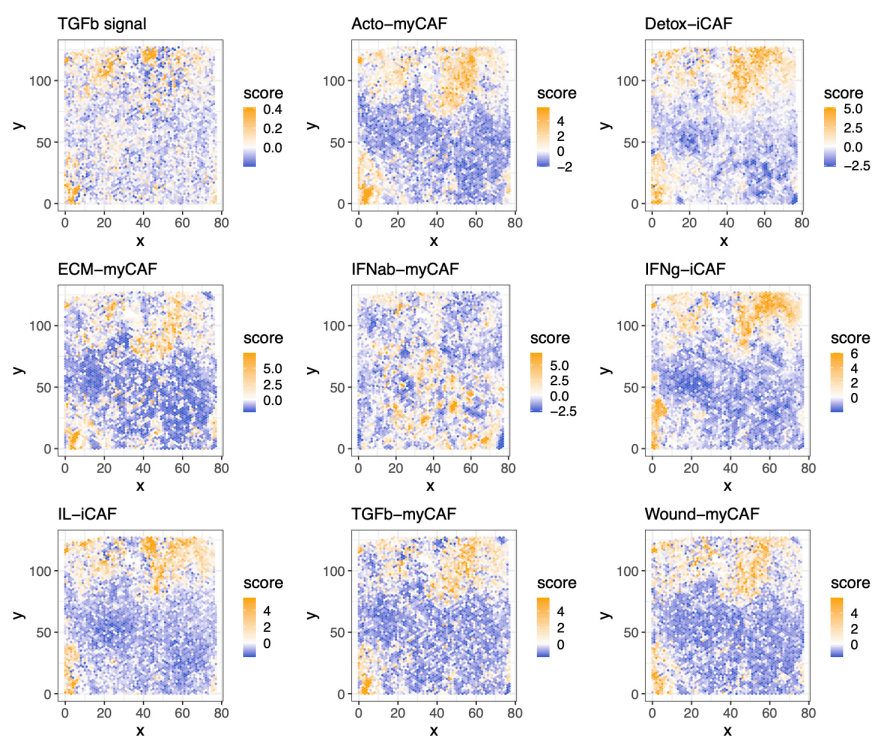 TGFb signal
Acto−myCAF
Detox−iCAF
y
100
50
0
0 20 40 60 80
x
score
0.4
0.2
0.0
y
100
50
0
0 20 40 60 80
x
score
4
2
0
−2
y
100
50
0
0 20 40 60 80
x
score
5.0
2.5
0.0
−2.5
ECM−myCAF
IFNab−myCAF
IFNg−iCAF
y
100
50
0
0 20 40 60 80
x
score
5.0
2.5
0.0
y
100
50
0
0 20 40 60 80
x
score
5.0
2.5
0.0
−2.5
y
100
50
0
0 20 40 60 80
x
score
6
4
2
0
IL−iCAF
TGFb−myCAF
Wound−myCAF
y
100
50
0
0 20 40 60 80
x
score
4
2
0
y
100
50
0
0 20 40 60 80
x
score
4
2
0
y
100
50
0
0 20 40 60 80
x
score
4
2
0